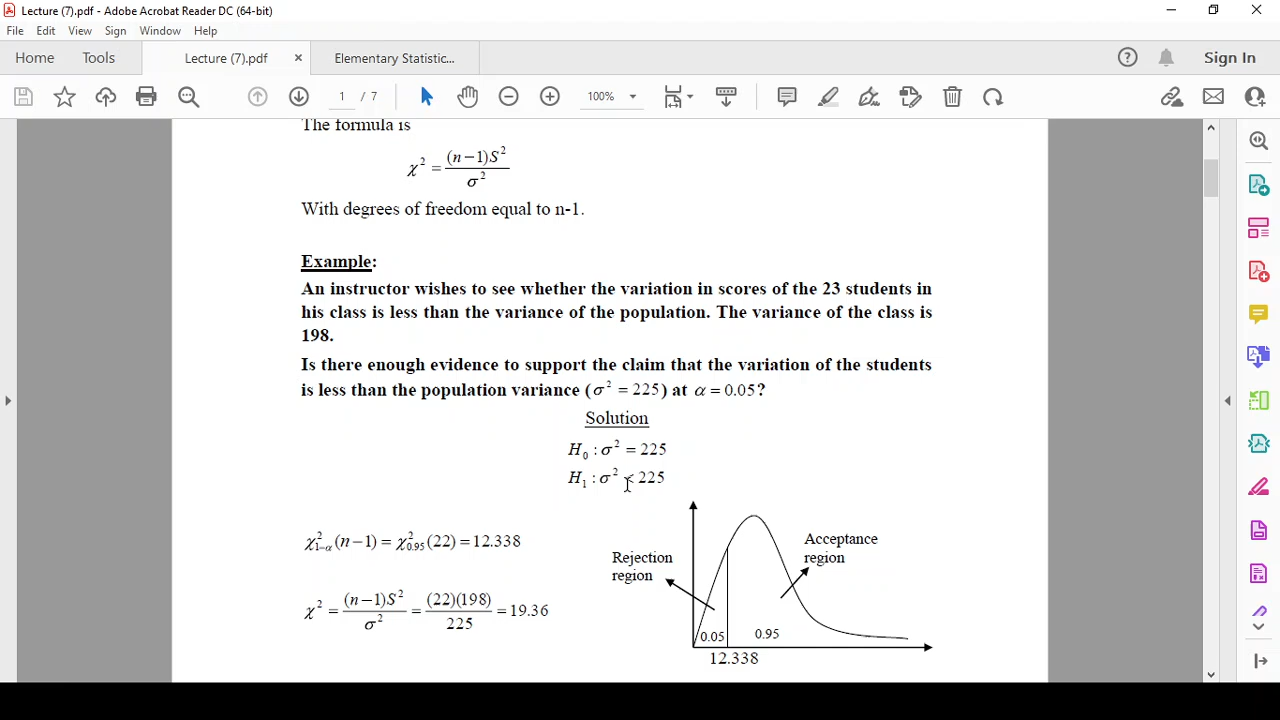 Lecture (7).pdf - Adobe Acrobat Reader DC (64-bit)
File Edit View Sign Window Help
Home Tools Lecture (7).pdf × Elementary Statistic... Sign In
1 / 7 100%
The formula is
χ² = (n−1)S² / σ²
With degrees of freedom equal to n-1.
Example:
An instructor wishes to see whether the variation in scores of the 23 students in
his class is less than the variance of the population. The variance of the class is
198.
Is there enough evidence to support the claim that the variation of the students
is less than the population variance (σ² = 225) at α = 0.05?
Solution
H₀ : σ² = 225
H₁ : σ² < 225
χ²₁₋α (n−1) = χ²₀.₉₅ (22) = 12.338
χ² = (n−1)S² / σ² = (22)(198) / 225 = 19.36
Rejection
region
Acceptance
region
0.05 0.95
12.338